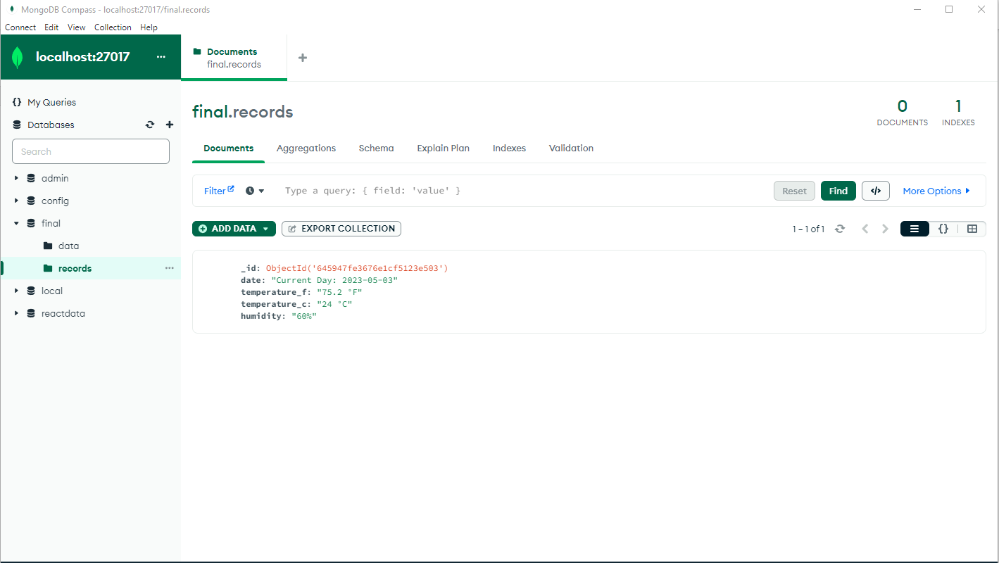 MongoDB Compass - localhost:27017/final.records
Connect Edit View Collection Help
localhost:27017 ...
Documents
final.records
My Queries
Databases
Search
admin
config
final
data
records ...
local
reactdata
final.records
0
DOCUMENTS
1
INDEXES
Documents Aggregations Schema Explain Plan Indexes Validation
Filter Type a query: { field: 'value' } Reset Find </> More Options
ADD DATA EXPORT COLLECTION 1 – 1 of 1 {}
_id: ObjectId('645947fe3676e1cf5123e503')
date: "Current Day: 2023-05-03"
temperature_f: "75.2 °F"
temperature_c: "24 °C"
humidity: "60%"